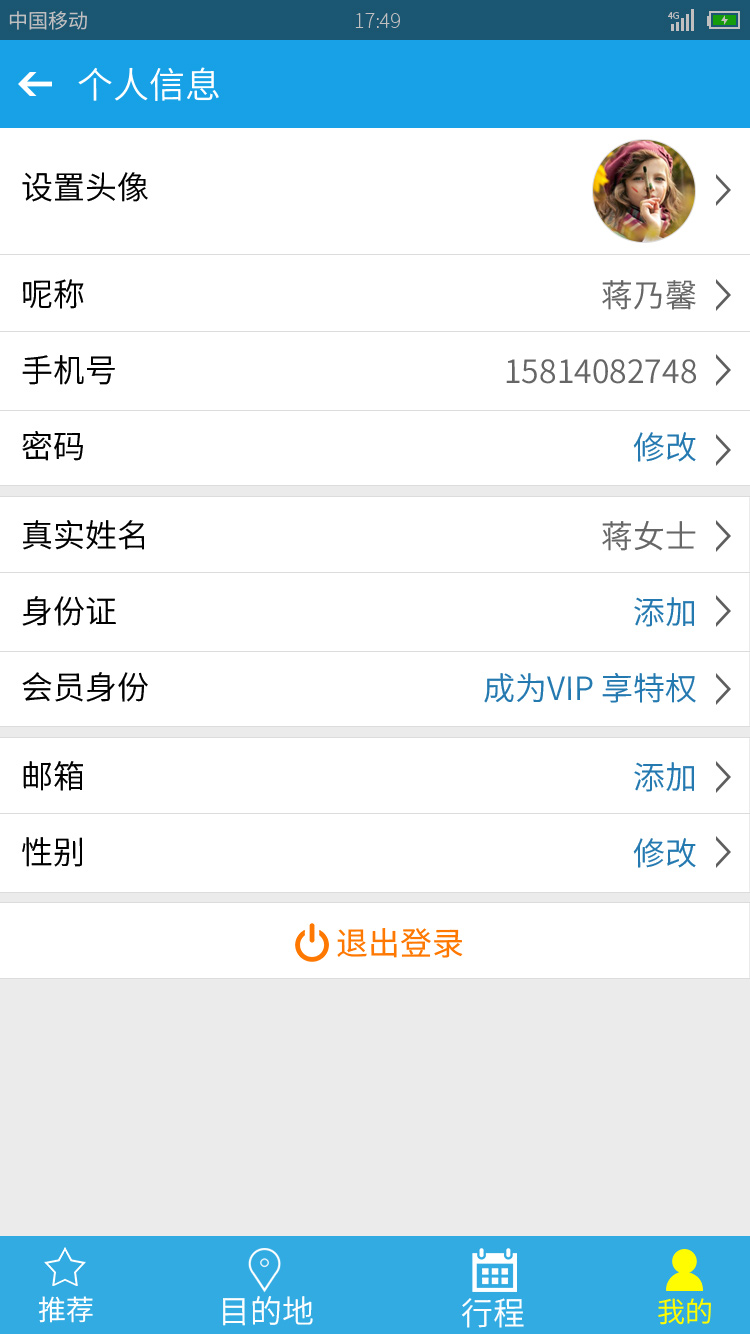 中国移动 17:49 4G
个人信息
设置头像
呢称 蒋乃馨
手机号 15814082748
密码 修改
真实姓名 蒋女士
身份证 添加
会员身份 成为VIP 享特权
邮箱 添加
性别 修改
退出登录
推荐 目的地 行程 我的